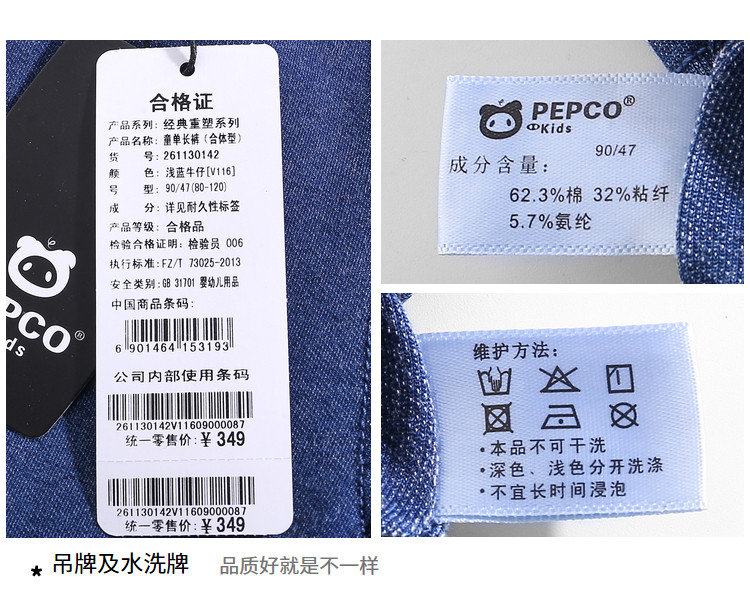 合格证
产品系列: 经典重塑系列
产品名称: 童单长裤(合体型)
货 号: 261130142
颜 色: 浅蓝牛仔[V116]
号 型: 90/47(80-120)
成 分: 详见耐久性标签
产品等级: 合格品
检验合格证明: 检验员 006
执行标准: FZ/T 73025-2013
安全类别: GB 31701 婴幼儿用品
中国商品条码:
6 901464 153193
公司内部使用条码
261130142V11609000087
统一零售价: ¥ 349
261130142V11609000087
统一零售价: ¥ 349
PCO®
ds
PEPCO®
Kids
90/47
成分含量:
62.3%棉 32%粘纤
5.7%氨纶
维护方法:
·本品不可干洗
·深色、浅色分开洗涤
·不宜长时间浸泡
* 吊牌及水洗牌 品质好就是不一样